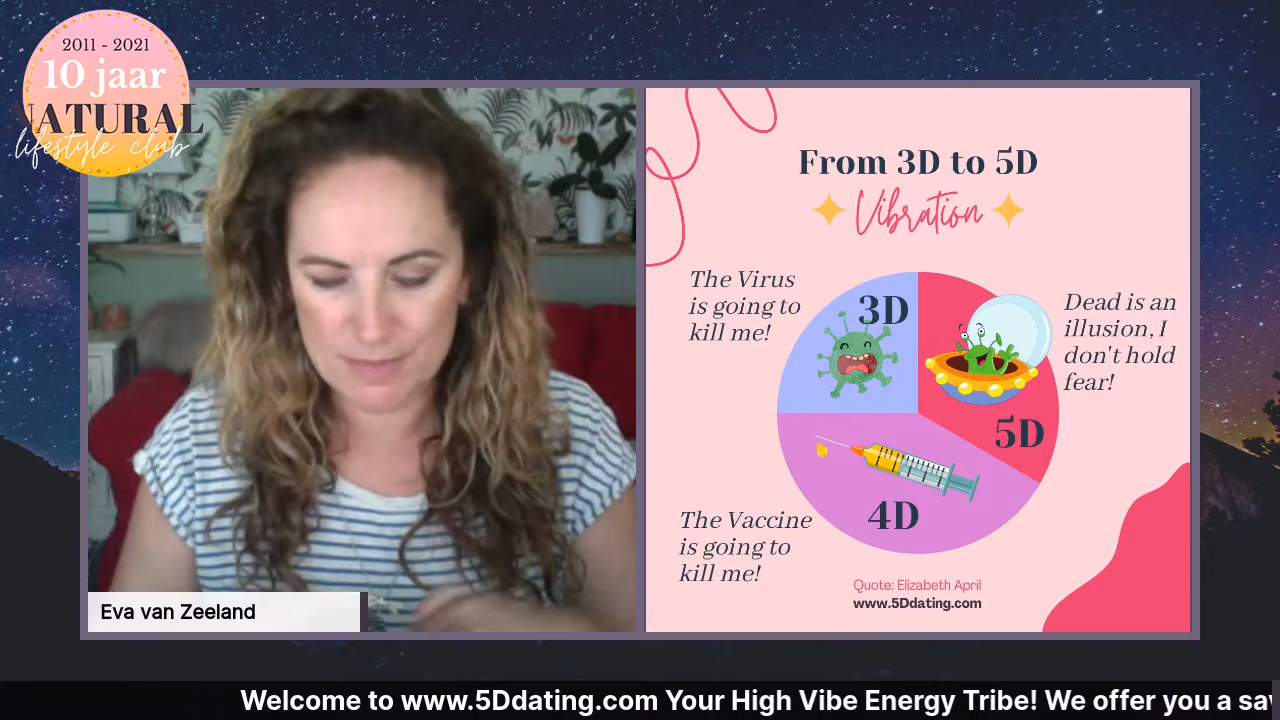 2011 - 2021
10 jaar
NATURAL
lifestyle club
From 3D to 5D
Vibration
The Virus
is going to
kill me!
3D
Dead is an
illusion, I
don't hold
fear!
5D
4D
The Vaccine
is going to
kill me!
Quote: Elizabeth April
www.5Ddating.com
Eva van Zeeland
Welcome to www.5Ddating.com Your High Vibe Energy Tribe! We offer you a sa